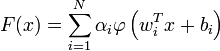 F(x) = \sum_{i=1}^{N} \alpha_i \varphi \left( w_i^T x + b_i \right)